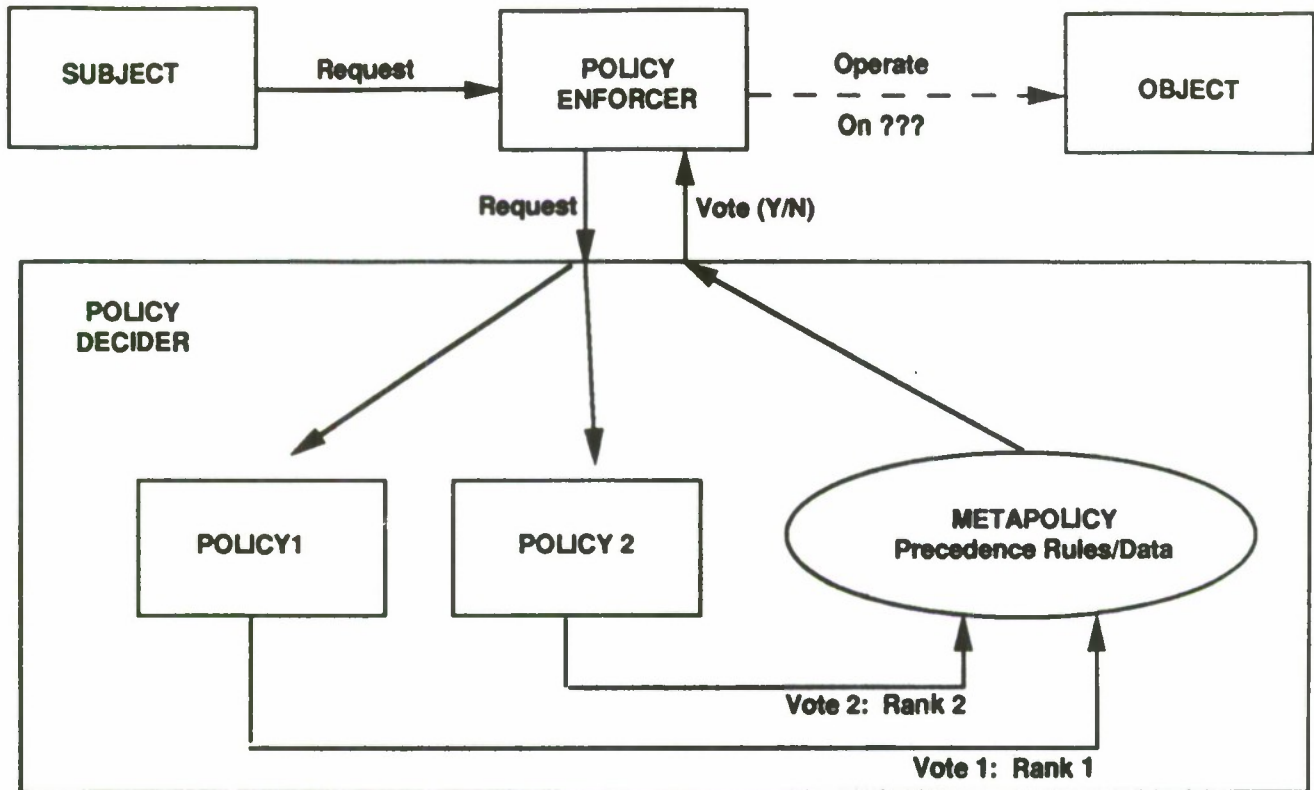 SUBJECT
Request
POLICY
ENFORCER
Operate
On ???
OBJECT
Request
Vote (Y/N)
POLICY
DECIDER
POLICY1
POLICY 2
METAPOLICY
Precedence Rules/Data
Vote 2: Rank 2
Vote 1: Rank 1